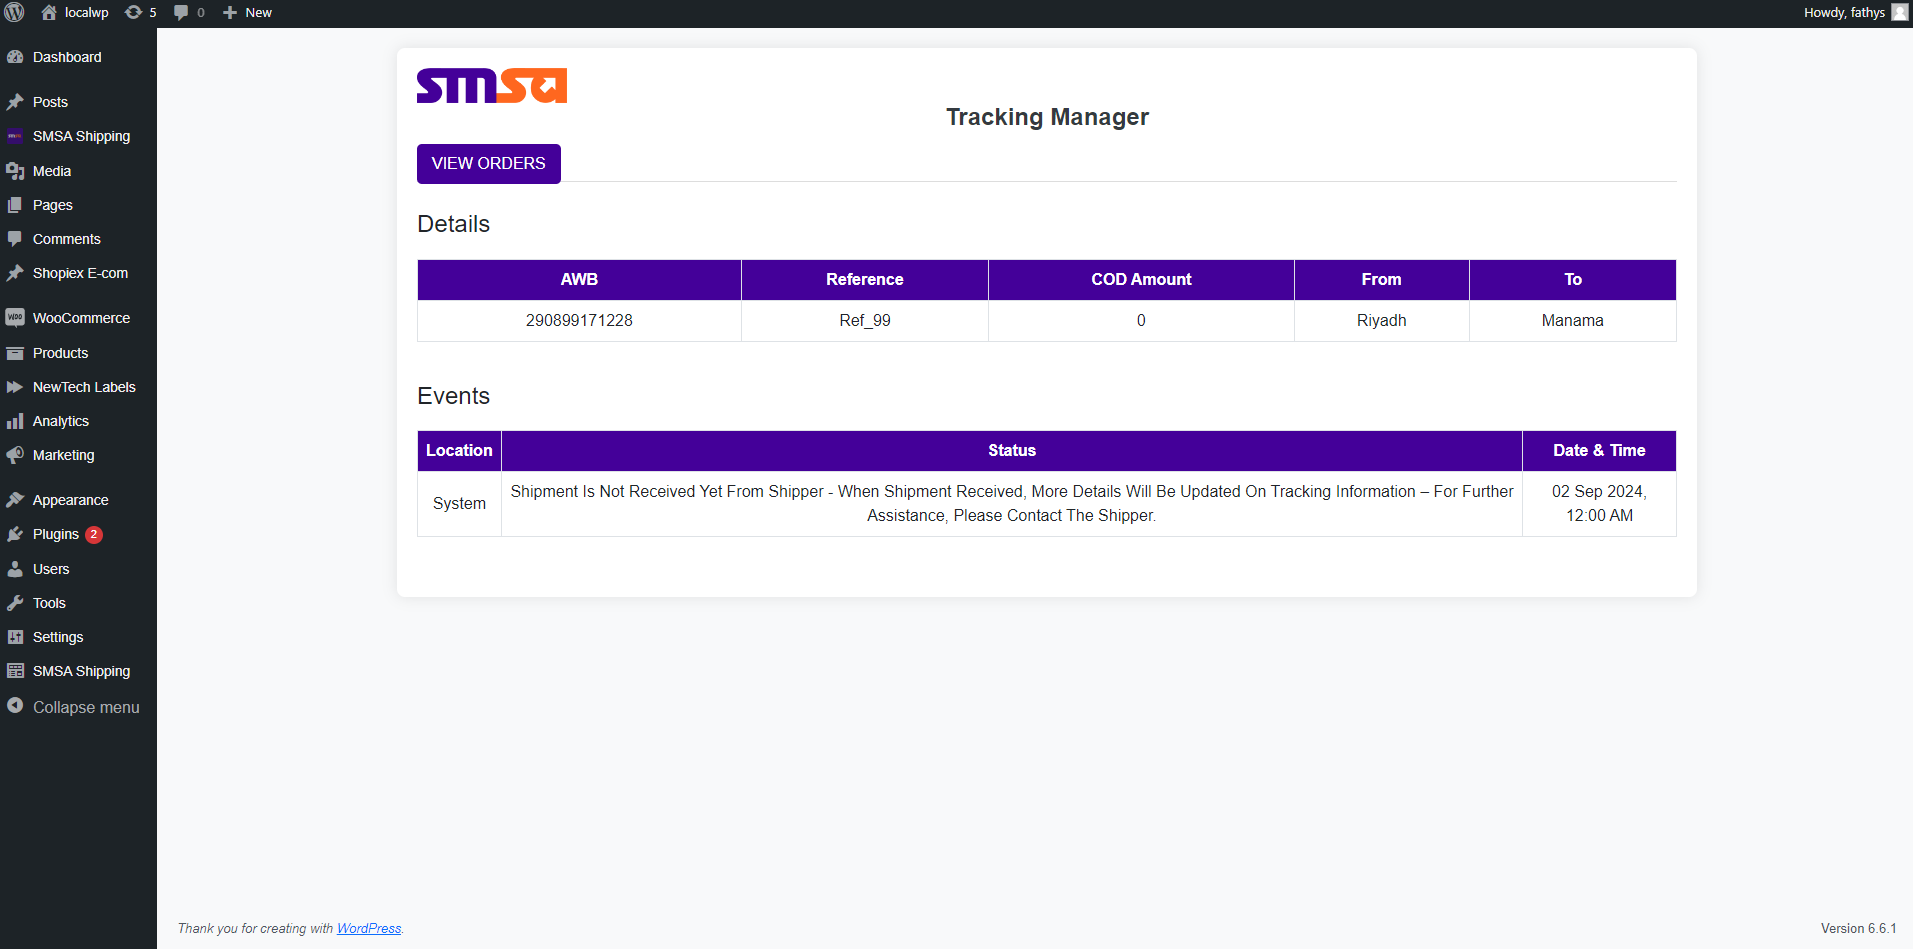 localwp 5 0 New Howdy, fathys
Dashboard
Posts
SMSA Shipping
Media
Pages
Comments
Shopiex E-com
WooCommerce
Products
NewTech Labels
Analytics
Marketing
Appearance
Plugins 2
Users
Tools
Settings
SMSA Shipping
Collapse menu
smsa
Tracking Manager
VIEW ORDERS
Details
AWB Reference COD Amount From To
290899171228 Ref_99 0 Riyadh Manama
Events
Location Status Date & Time
System
Shipment Is Not Received Yet From Shipper - When Shipment Received, More Details Will Be Updated On Tracking Information – For Further
Assistance, Please Contact The Shipper.
02 Sep 2024,
12:00 AM
Thank you for creating with WordPress. Version 6.6.1